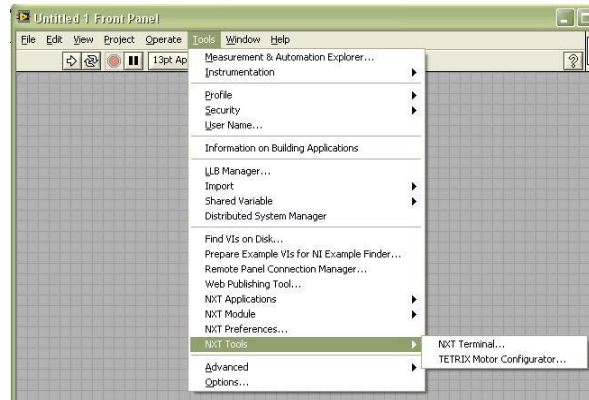 Untitled 1 Front Panel
File Edit View Project Operate Tools Window Help
13pt Ap
Measurement & Automation Explorer...
Instrumentation
Profile
Security
User Name...
Information on Building Applications
LLB Manager...
Import
Shared Variable
Distributed System Manager
Find VIs on Disk...
Prepare Example VIs for NI Example Finder...
Remote Panel Connection Manager...
Web Publishing Tool...
NXT Applications
NXT Module
NXT Preferences...
NXT Tools
NXT Terminal...
TETRIX Motor Configurator...
Advanced
Options...